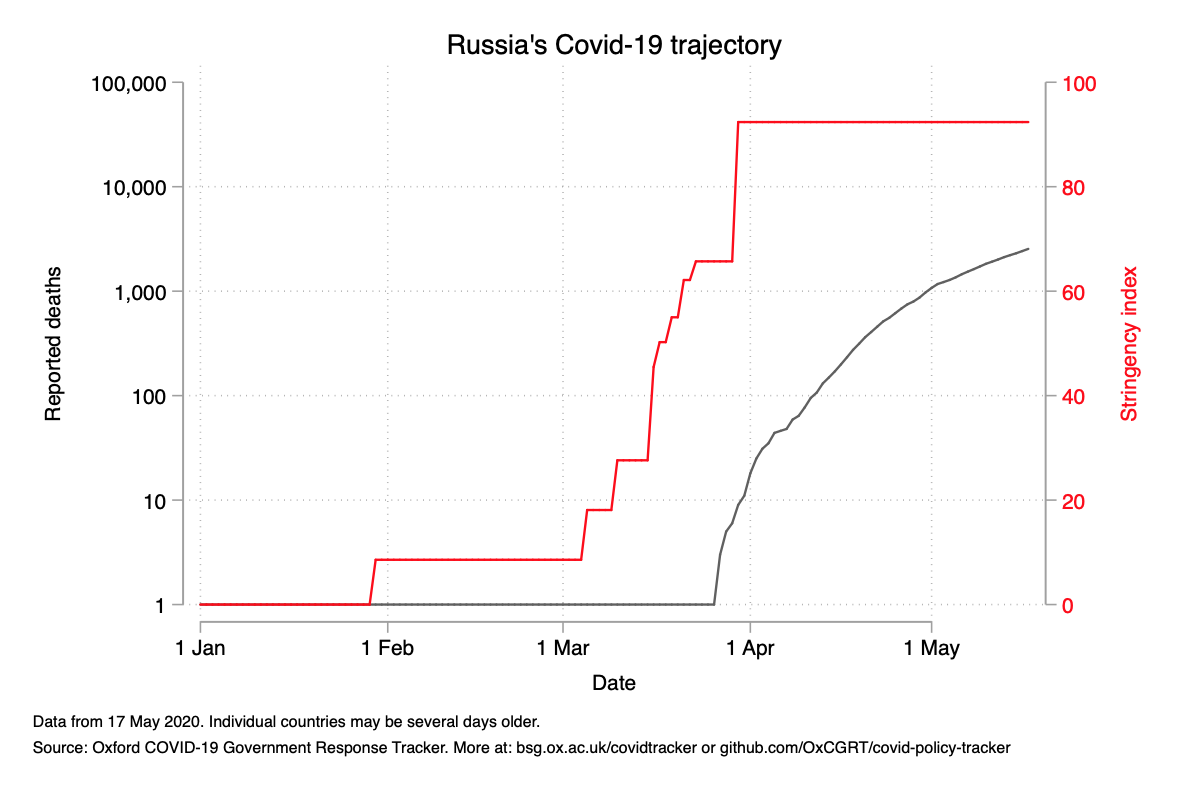 Russia's Covid-19 trajectory
100,000
10,000
1,000
100
10
1
Reported deaths
100
80
60
40
20
0
Stringency index
1 Jan
1 Feb
1 Mar
1 Apr
1 May
Date
Data from 17 May 2020. Individual countries may be several days older.
Source: Oxford COVID-19 Government Response Tracker. More at: bsg.ox.ac.uk/covidtracker or github.com/OxCGRT/covid-policy-tracker